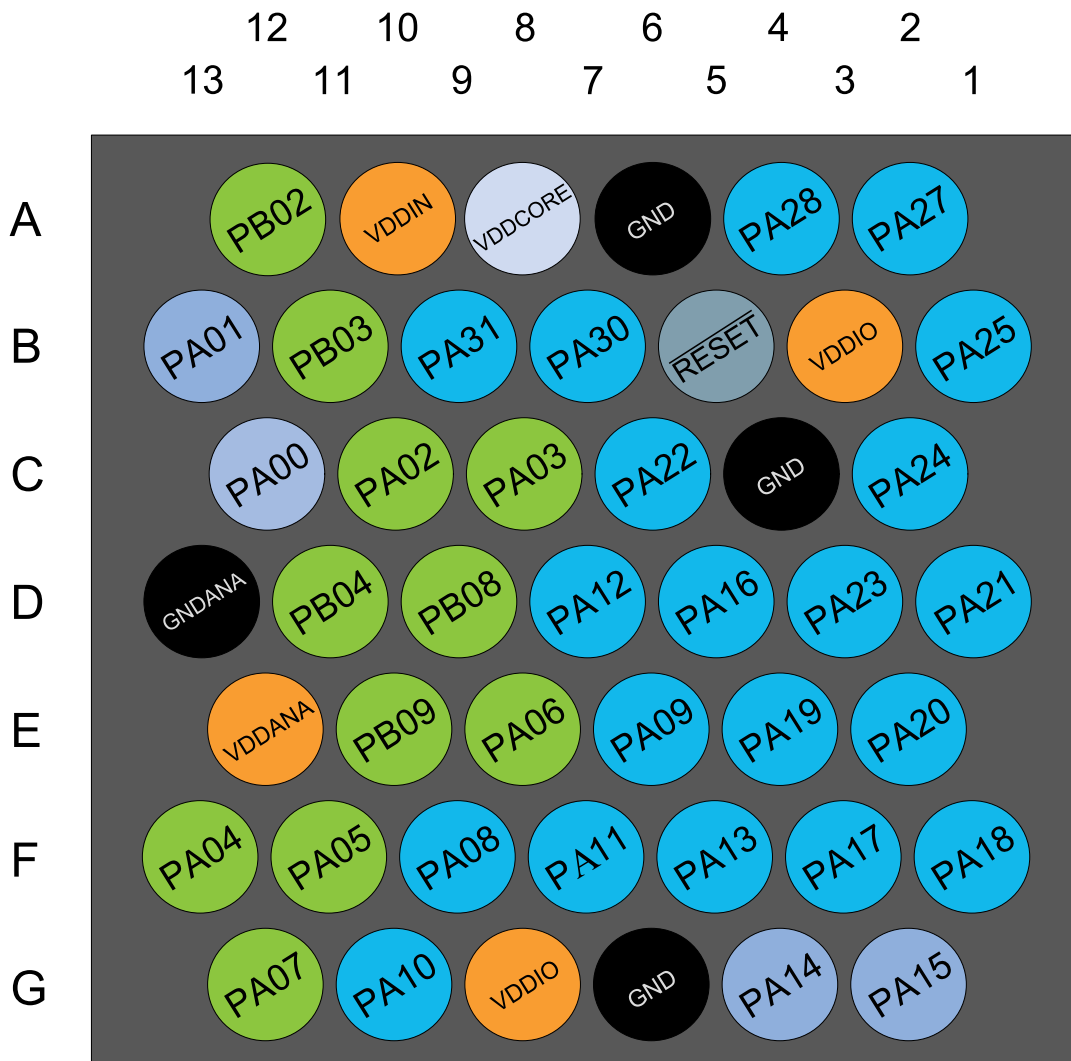 12 10 8 6 4 2
13 11 9 7 5 3 1
A PB02 VDDIN VDDCORE GND PA28 PA27
B PA01 PB03 PA31 PA30 RESET VDDIO PA25
C PA00 PA02 PA03 PA22 GND PA24
D GNDANA PB04 PB08 PA12 PA16 PA23 PA21
E VDDANA PB09 PA06 PA09 PA19 PA20
F PA04 PA05 PA08 PA11 PA13 PA17 PA18
G PA07 PA10 VDDIO GND PA14 PA15